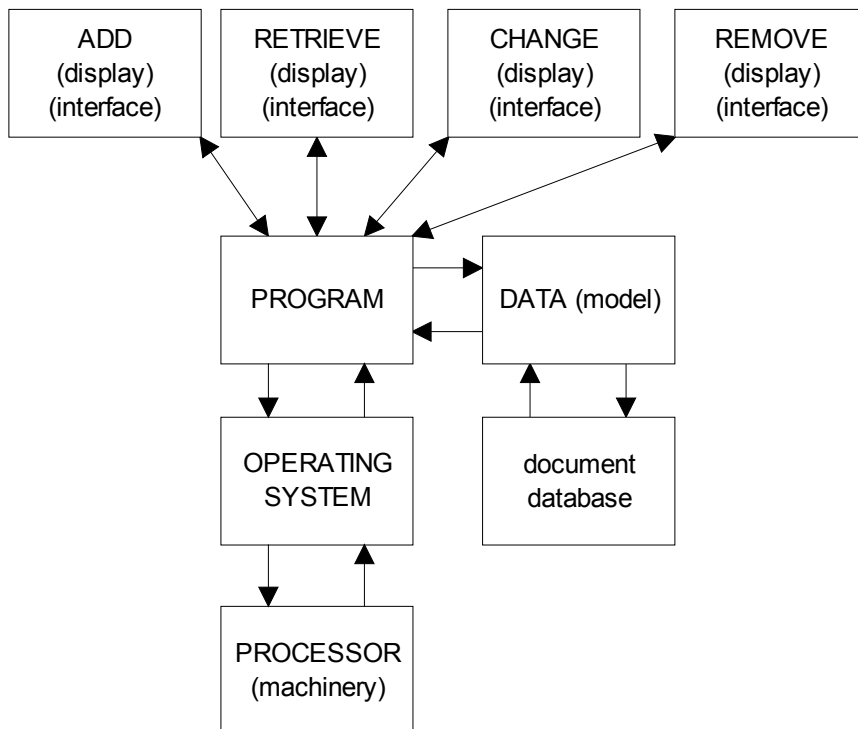 ADD
(display)
(interface)
RETRIEVE
(display)
(interface)
CHANGE
(display)
(interface)
REMOVE
(display)
(interface)
PROGRAM
DATA (model)
OPERATING
SYSTEM
document
database
PROCESSOR
(machinery)